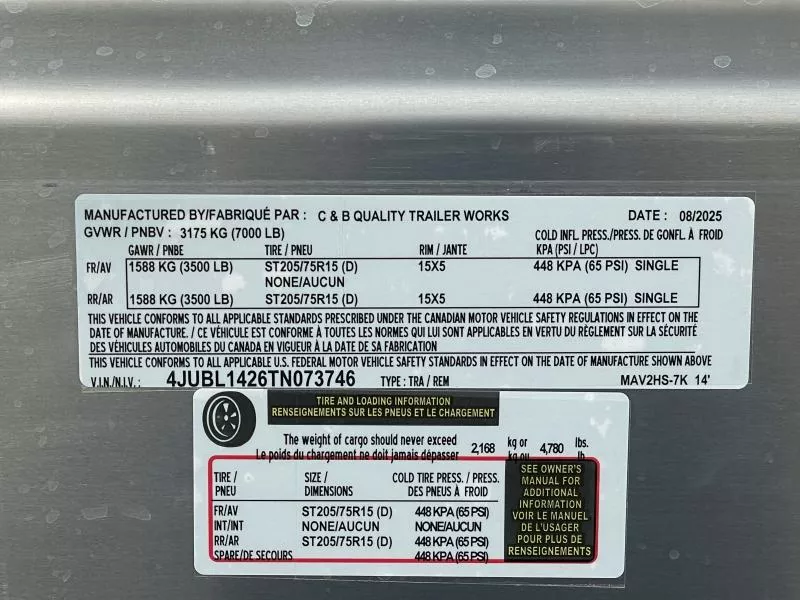 MANUFACTURED BY/FABRIQUÉ PAR : C & B QUALITY TRAILER WORKS DATE : 08/2025
GVWR / PNBV : 3175 KG (7000 LB) COLD INFL. PRESS./PRESS. DE GONFL. À FROID
GAWR / PNBE TIRE / PNEU RIM / JANTE KPA (PSI / LPC)
FR/AV 1588 KG (3500 LB) ST205/75R15 (D) 15X5 448 KPA (65 PSI) SINGLE
NONE/AUCUN
RR/AR 1588 KG (3500 LB) ST205/75R15 (D) 15X5 448 KPA (65 PSI) SINGLE
THIS VEHICLE CONFORMS TO ALL APPLICABLE STANDARDS PRESCRIBED UNDER THE CANADIAN MOTOR VEHICLE SAFETY REGULATIONS IN EFFECT ON THE
DATE OF MANUFACTURE. / CE VÉHICULE EST CONFORME À TOUTES LES NORMES QUI LUI SONT APPLICABLES EN VERTU DU RÈGLEMENT SUR LA SÉCURITÉ
DES VÉHICULES AUTOMOBILES DU CANADA EN VIGUEUR À LA DATE DE SA FABRICATION
THIS VEHICLE CONFORMS TO ALL APPLICABLE U.S. FEDERAL MOTOR VEHICLE SAFETY STANDARDS IN EFFECT ON THE DATE OF MANUFACTURE SHOWN ABOVE
V.I.N./N.I.V.: 4JUBL1426TN073746 TYPE : TRA / REM MAV2HS-7K 14'
TIRE AND LOADING INFORMATION
RENSEIGNEMENTS SUR LES PNEUS ET LE CHARGEMENT
The weight of cargo should never exceed 2,168 kg or 4,780 lbs.
Le poids du chargement ne doit jamais dépasser kg ou lb
TIRE / PNEU SIZE / DIMENSIONS COLD TIRE PRESS. / PRESS. DES PNEUS À FROID
FR/AV ST205/75R15 (D) 448 KPA (65 PSI)
INT/INT NONE/AUCUN NONE/AUCUN
RR/AR ST205/75R15 (D) 448 KPA (65 PSI)
SPARE/DE SECOURS 448 KPA (65 PSI)
SEE OWNER'S
MANUAL FOR
ADDITIONAL
INFORMATION
VOIR LE MANUEL
DE L'USAGER
POUR PLUS DE
RENSEIGNEMENTS